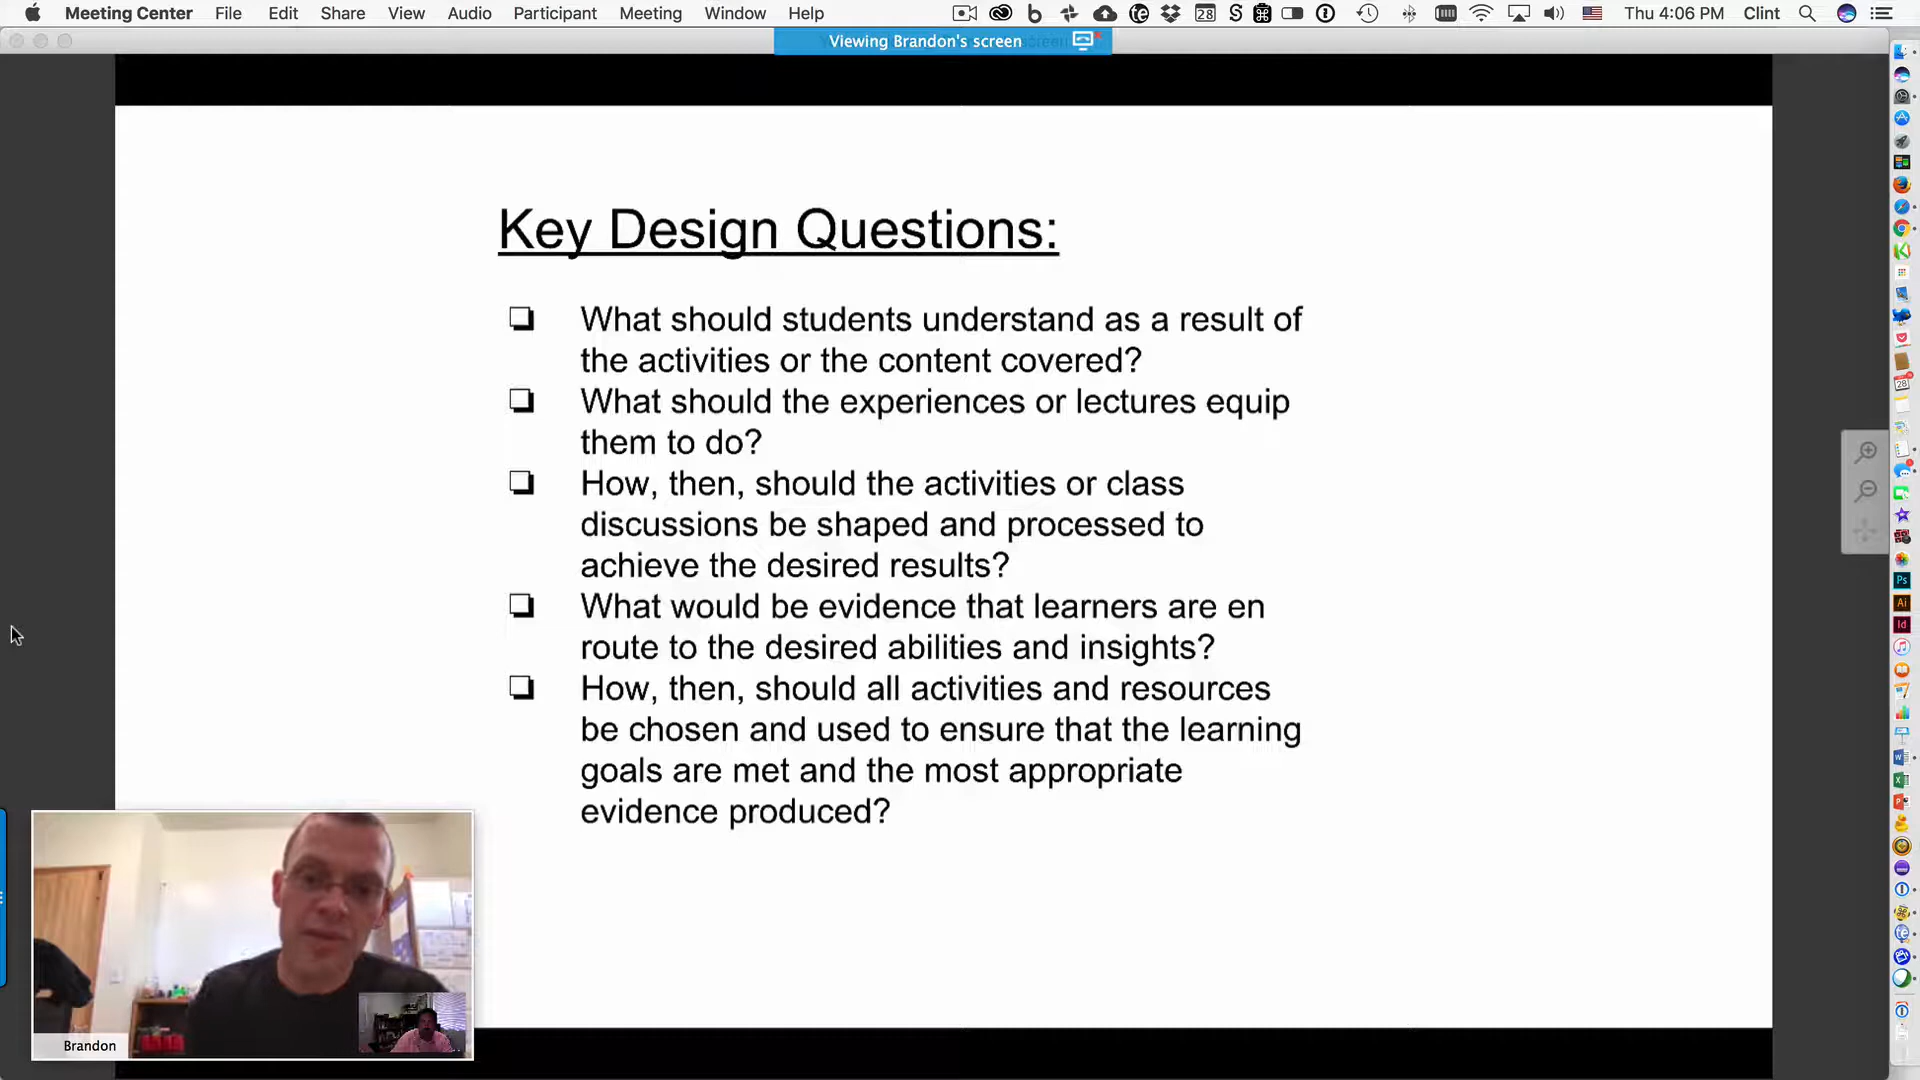 Meeting Center File Edit Share View Audio Participant Meeting Window Help 28 Thu 4:06 PM Clint
Viewing Brandon's screen
Key Design Questions:
What should students understand as a result of
the activities or the content covered?
What should the experiences or lectures equip
them to do?
How, then, should the activities or class
discussions be shaped and processed to
achieve the desired results?
What would be evidence that learners are en
route to the desired abilities and insights?
How, then, should all activities and resources
be chosen and used to ensure that the learning
goals are met and the most appropriate
evidence produced?
Brandon
28
Ps
Ai
Id